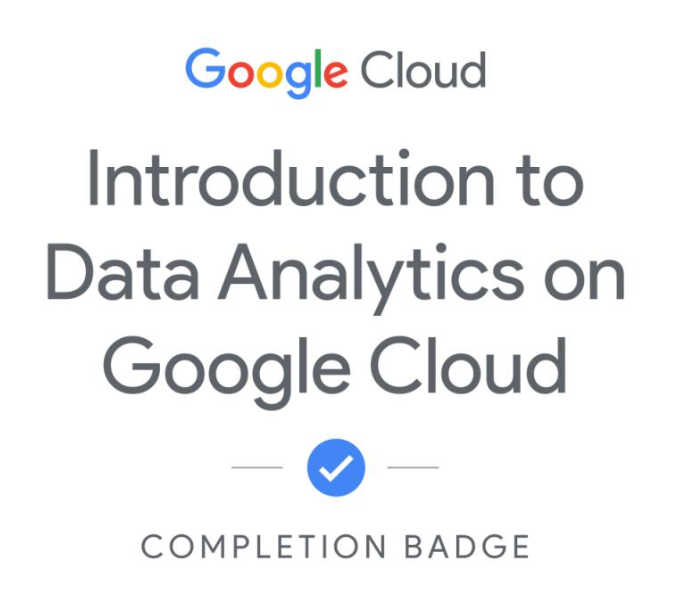 Google Cloud
Introduction to
Data Analytics on
Google Cloud
COMPLETION BADGE